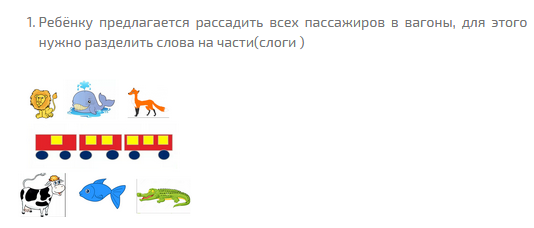 1. Ребёнку предлагается рассадить всех пассажиров в вагоны, для этого
нужно разделить слова на части(слоги )